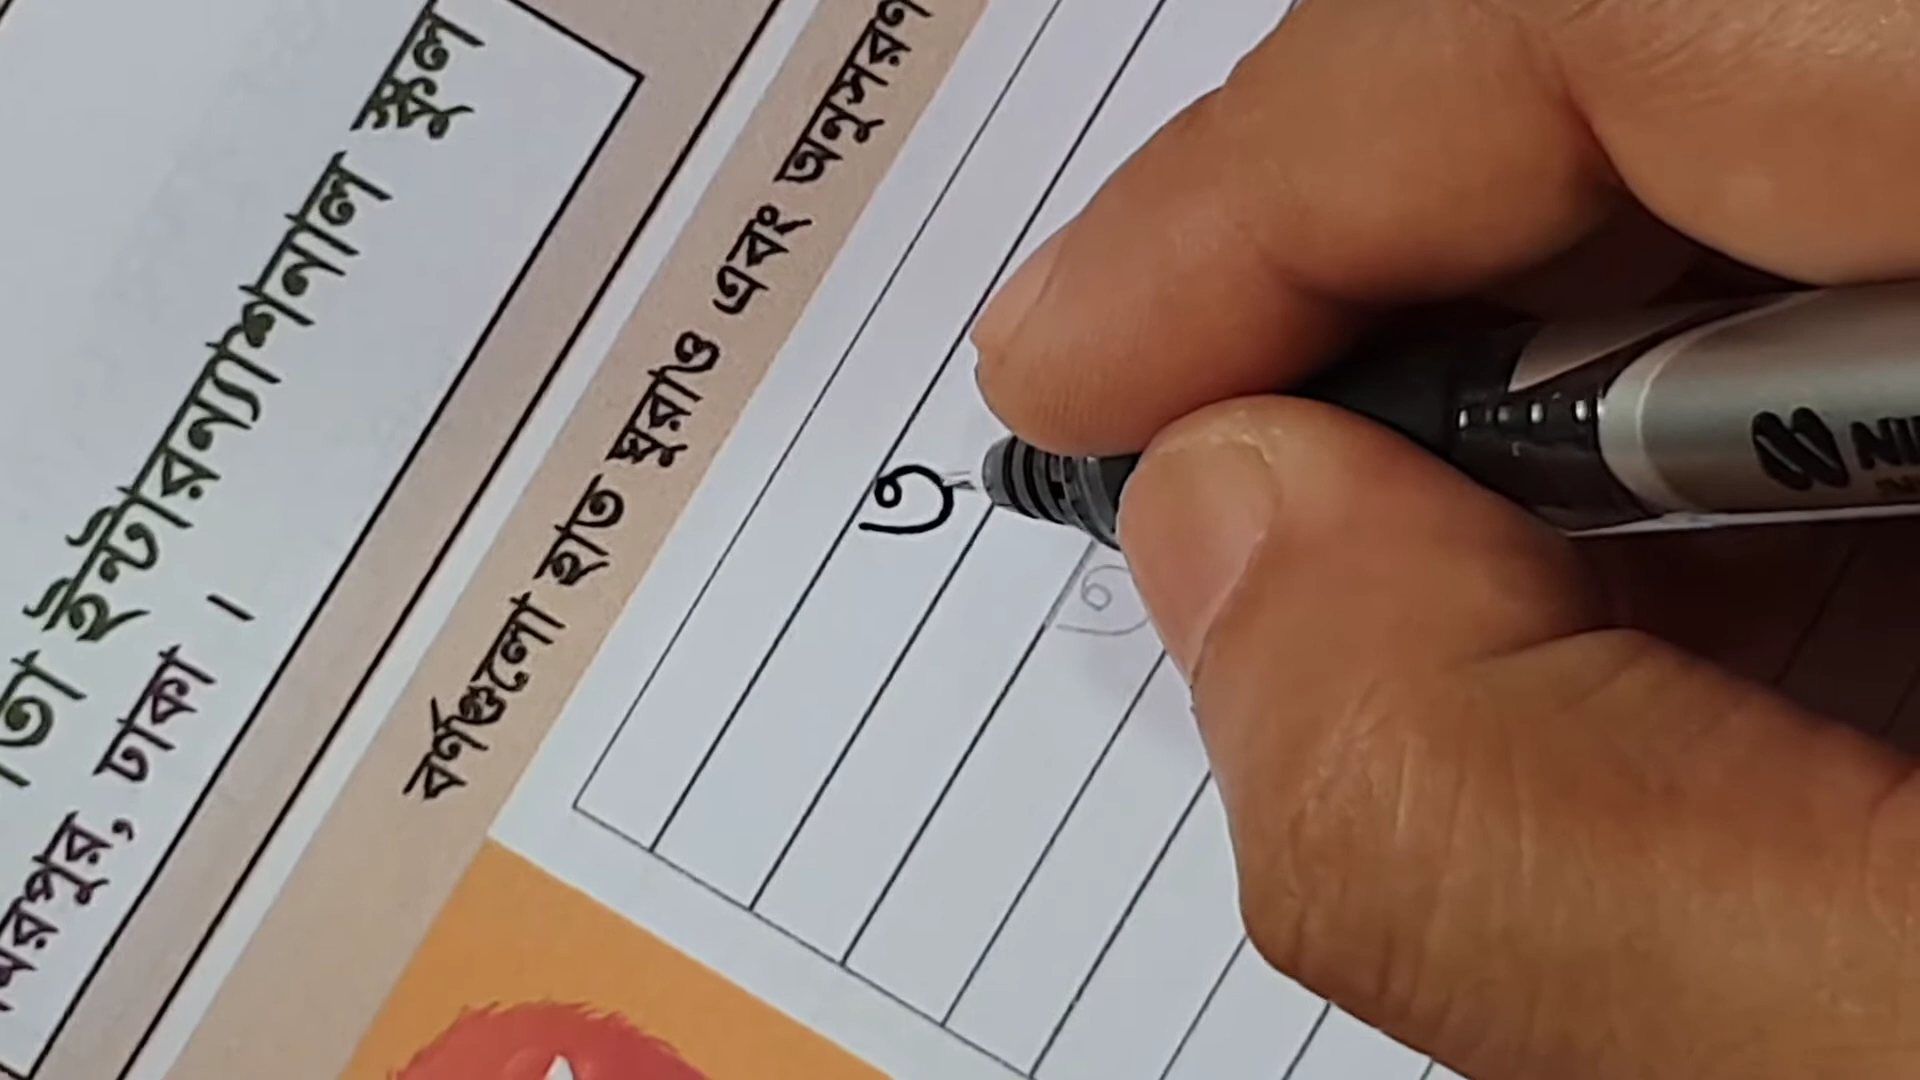 তা ইন্টারন্যাশনাল স্কুল
মিরপুর, ঢাকা ।
বর্ণগুলো হাত ঘুরাও এবং অনুসরণ